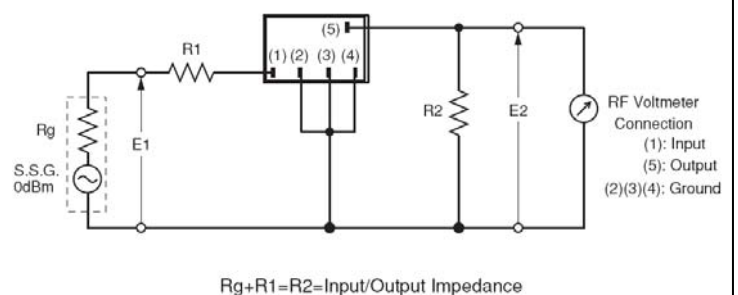 (5)
R1
(1) (2) (3) (4)
Rg
E1
R2
E2
RF Voltmeter
Connection
(1): Input
(5): Output
(2)(3)(4): Ground
S.S.G.
0dBm
Rg+R1=R2=Input/Output Impedance